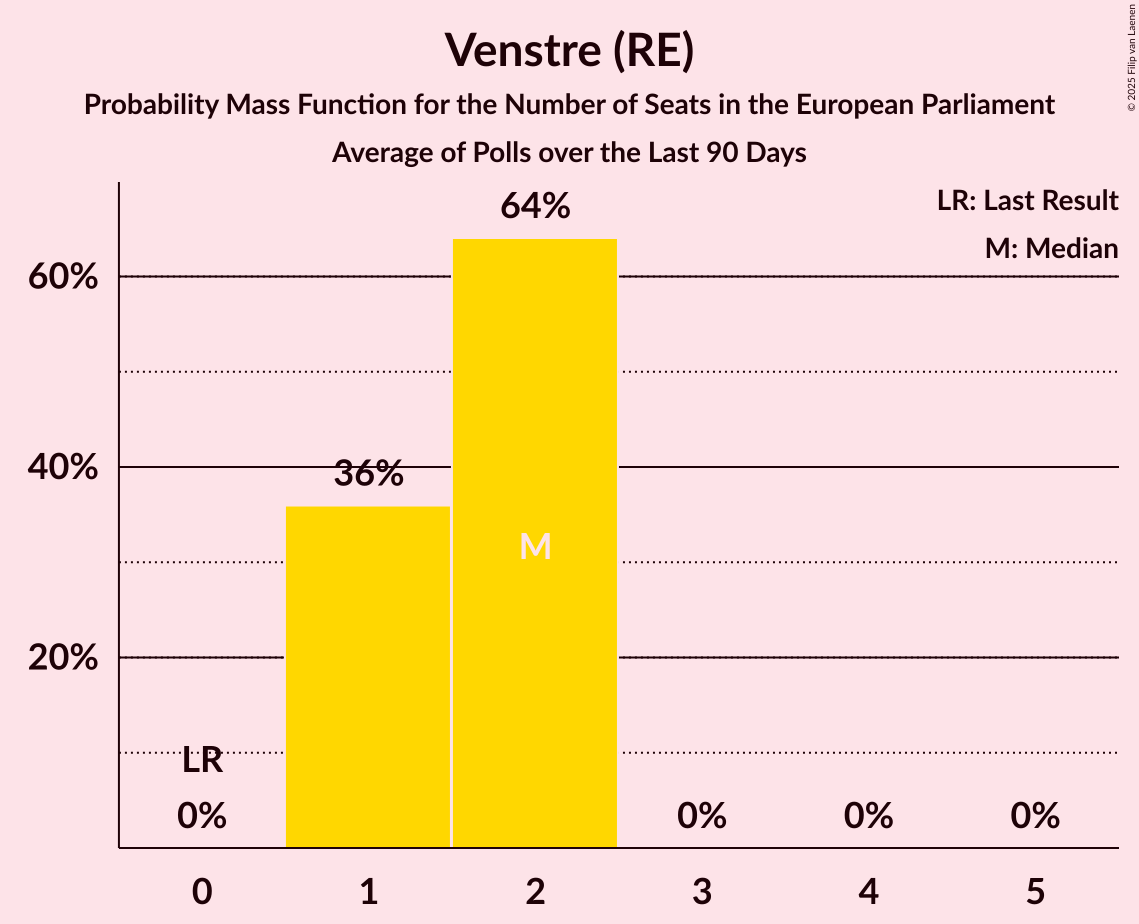 Venstre (RE)
Probability Mass Function for the Number of Seats in the European Parliament
Average of Polls over the Last 90 Days
© 2025 Filip van Laenen
LR: Last Result
M: Median
64%
60%
40%
36%
M
20%
LR
0%
0%
0%
0%
0
1
2
3
4
5